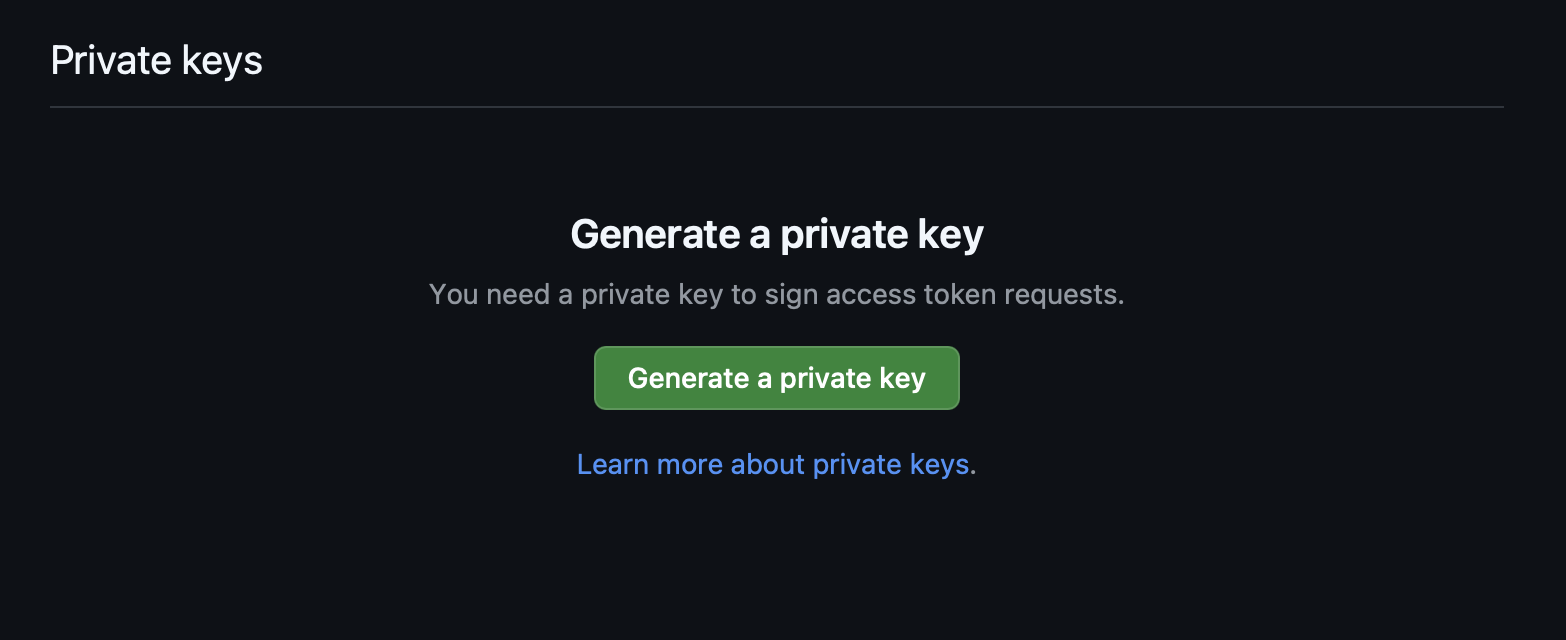 Private keys
Generate a private key
You need a private key to sign access token requests.
Generate a private key
Learn more about private keys.